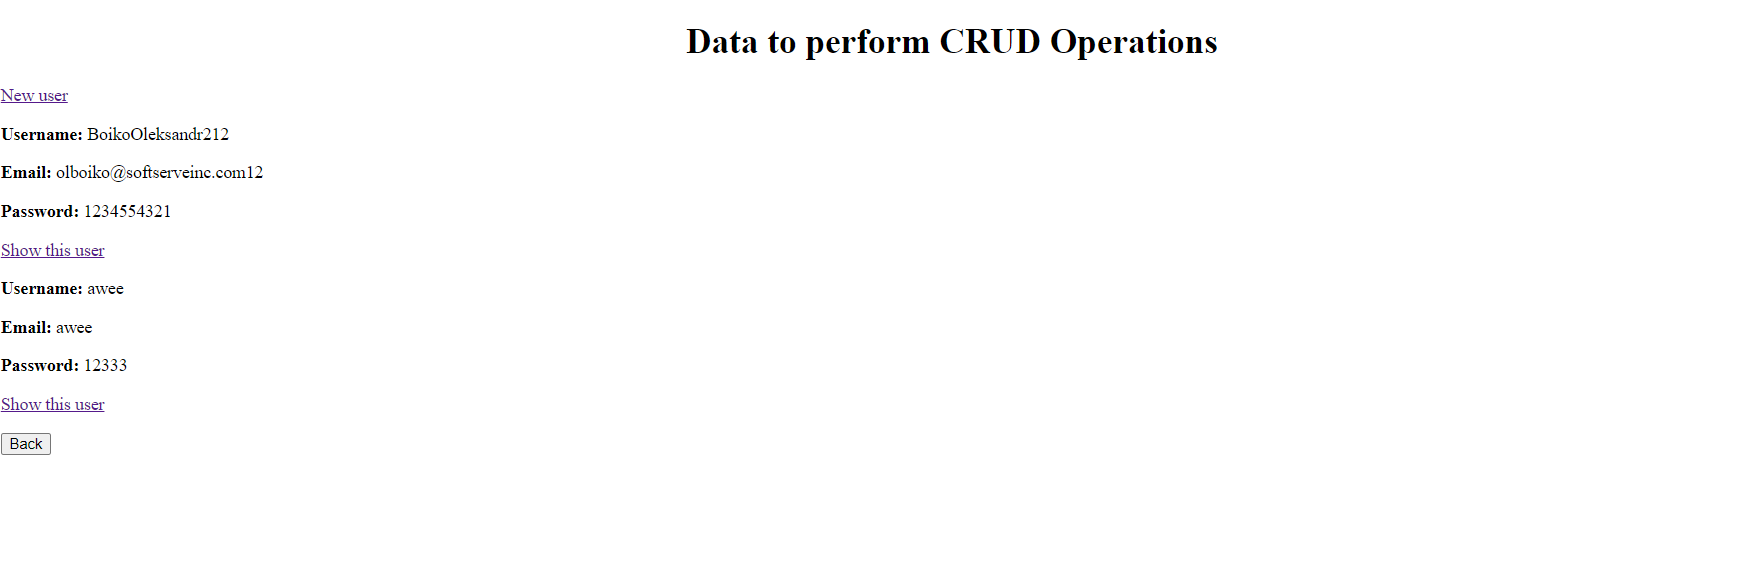 Data to perform CRUD Operations
New user
Username: BoikoOleksandr212
Email: olboiko@softserveinc.com12
Password: 1234554321
Show this user
Username: awee
Email: awee
Password: 12333
Show this user
Back